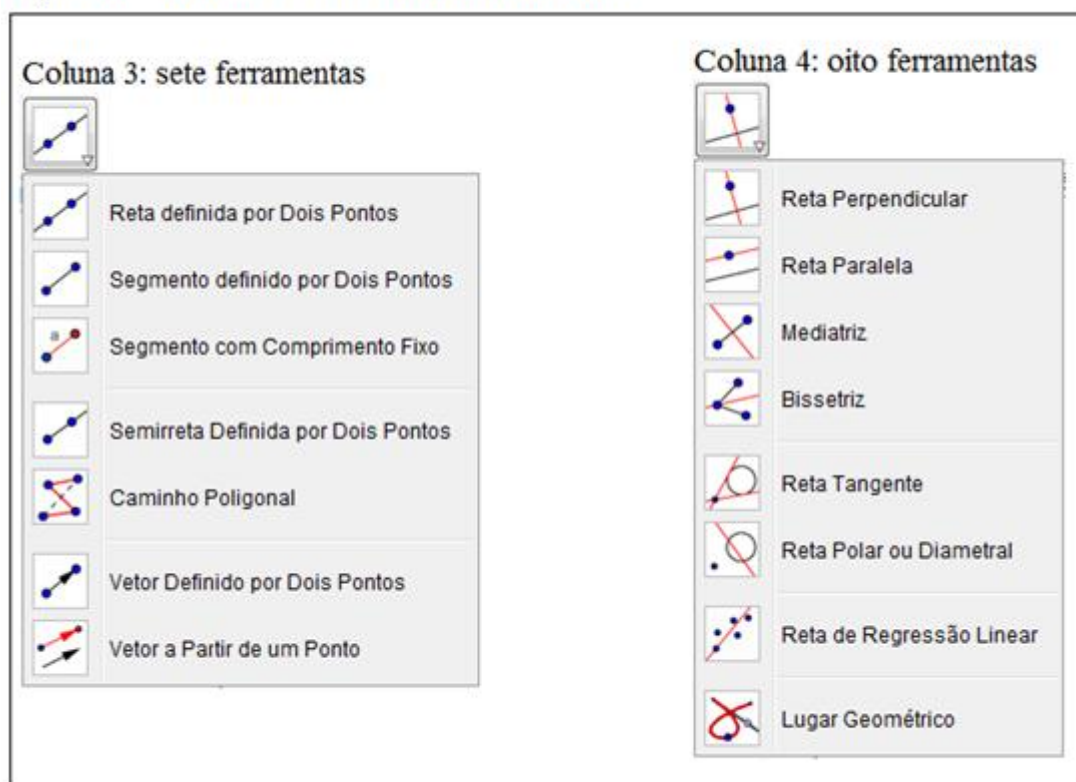 Coluna 3: sete ferramentas
Reta definida por Dois Pontos
Segmento definido por Dois Pontos
a
Segmento com Comprimento Fixo
Semirreta Definida por Dois Pontos
Caminho Poligonal
Vetor Definido por Dois Pontos
Vetor a Partir de um Ponto
Coluna 4: oito ferramentas
Reta Perpendicular
Reta Paralela
Mediatriz
Bissetriz
Reta Tangente
Reta Polar ou Diametral
Reta de Regressão Linear
Lugar Geométrico